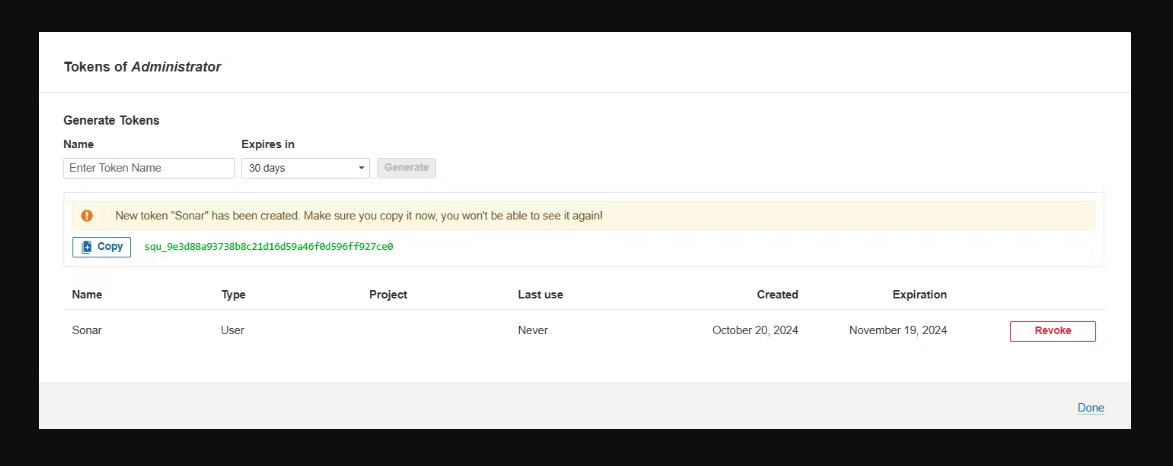 Tokens of Administrator
Generate Tokens
Name Expires in
Enter Token Name 30 days Generate
New token "Sonar" has been created. Make sure you copy it now, you won't be able to see it again!
Copy squ_9e3d88a93738b8c21d16d59a46f0d596ff927ce0
Name Type Project Last use Created Expiration
Sonar User Never October 20, 2024 November 19, 2024 Revoke
Done